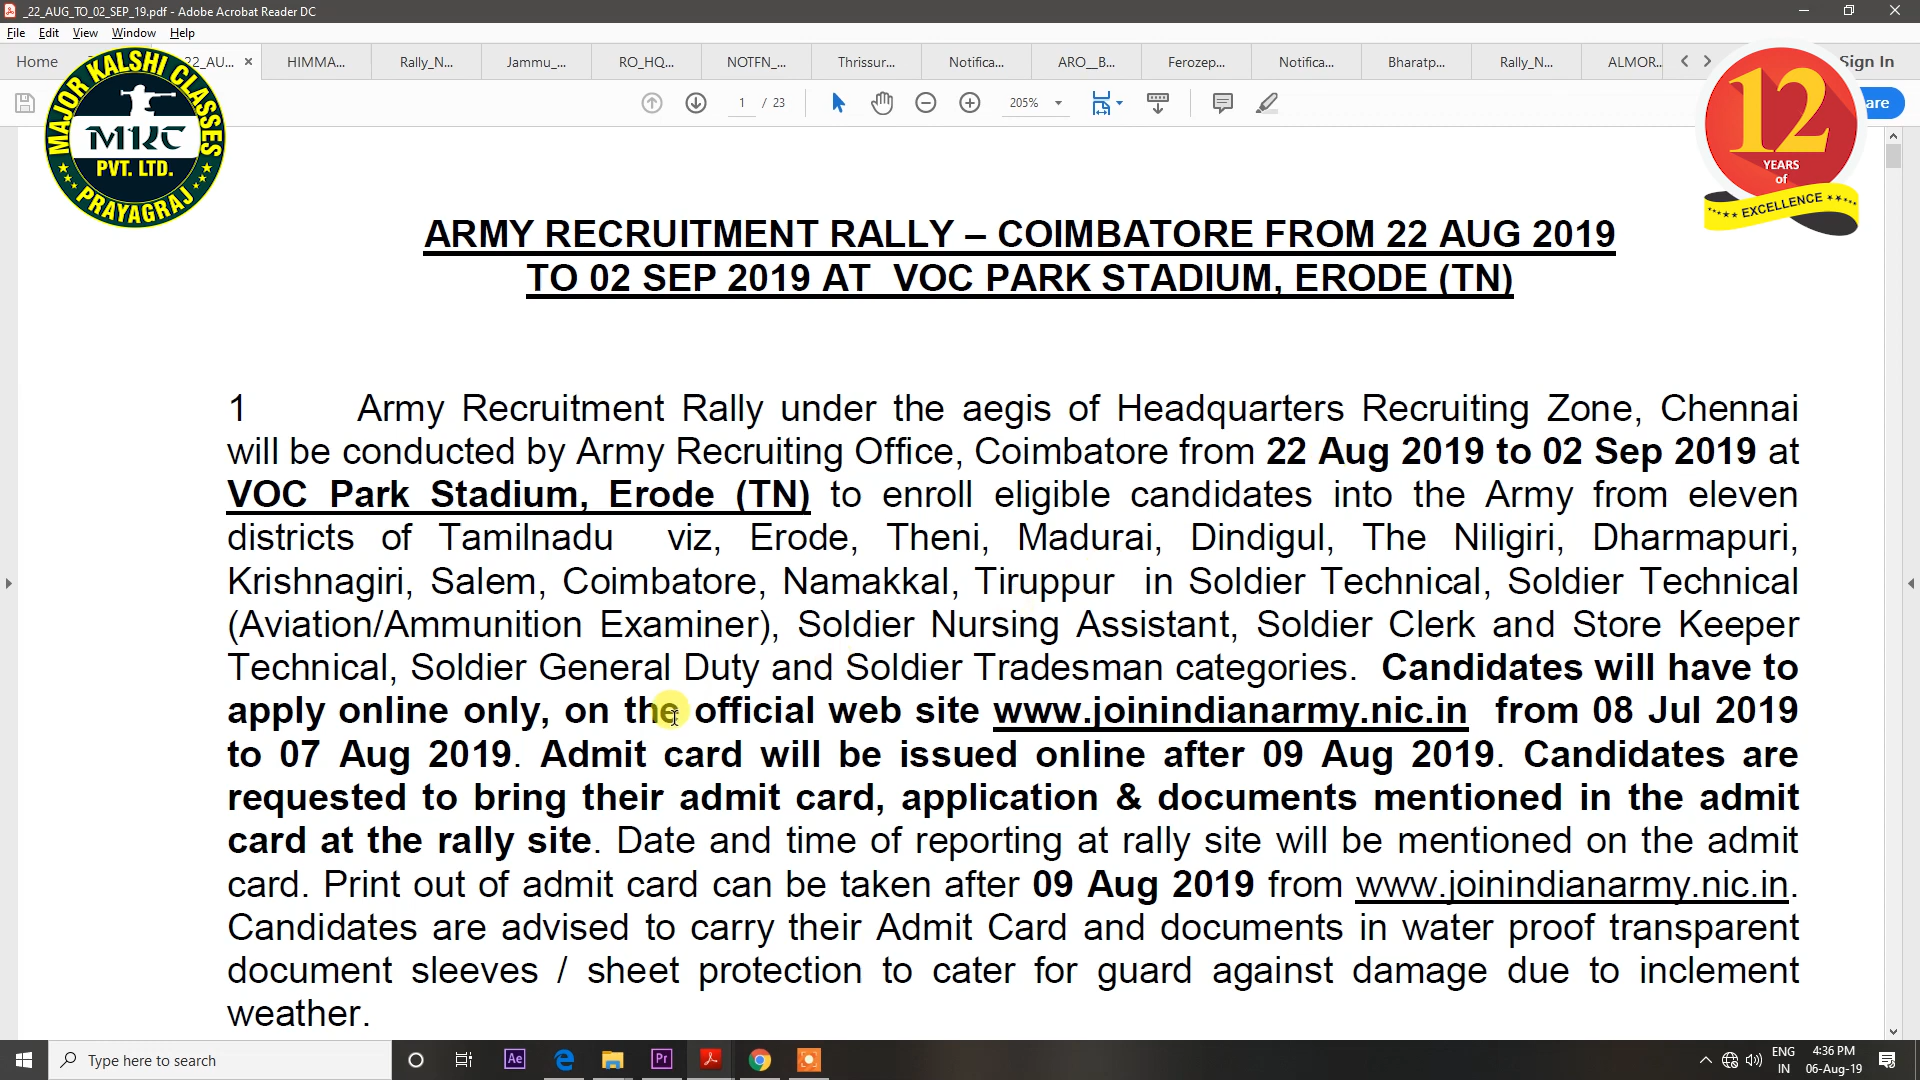 _22_AUG_TO_02_SEP_19.pdf - Adobe Acrobat Reader DC
File Edit View Window Help
Home
22_AU... × HIMMA... Rally_N... Jammu_... RO_HQ... NOTFN_... Thrissur... Notifica... ARO__B... Ferozep... Notifica... Bharatp... Rally_N... ALMOR..
Sign In
1 / 23
205%
are
MAJOR KALSHI CLASSES
MKC
PVT. LTD.
PRAYAGRAJ
12
YEARS
of
EXCELLENCE
ARMY RECRUITMENT RALLY – COIMBATORE FROM 22 AUG 2019
TO 02 SEP 2019 AT VOC PARK STADIUM, ERODE (TN)
1 Army Recruitment Rally under the aegis of Headquarters Recruiting Zone, Chennai
will be conducted by Army Recruiting Office, Coimbatore from 22 Aug 2019 to 02 Sep 2019 at
VOC Park Stadium, Erode (TN) to enroll eligible candidates into the Army from eleven
districts of Tamilnadu viz, Erode, Theni, Madurai, Dindigul, The Niligiri, Dharmapuri,
Krishnagiri, Salem, Coimbatore, Namakkal, Tiruppur in Soldier Technical, Soldier Technical
(Aviation/Ammunition Examiner), Soldier Nursing Assistant, Soldier Clerk and Store Keeper
Technical, Soldier General Duty and Soldier Tradesman categories. Candidates will have to
apply online only, on the official web site www.joinindianarmy.nic.in from 08 Jul 2019
to 07 Aug 2019. Admit card will be issued online after 09 Aug 2019. Candidates are
requested to bring their admit card, application & documents mentioned in the admit
card at the rally site. Date and time of reporting at rally site will be mentioned on the admit
card. Print out of admit card can be taken after 09 Aug 2019 from www.joinindianarmy.nic.in.
Candidates are advised to carry their Admit Card and documents in water proof transparent
document sleeves / sheet protection to cater for guard against damage due to inclement
weather.
Type here to search
Ae
Pr
ENG
IN
4:36 PM
06-Aug-19